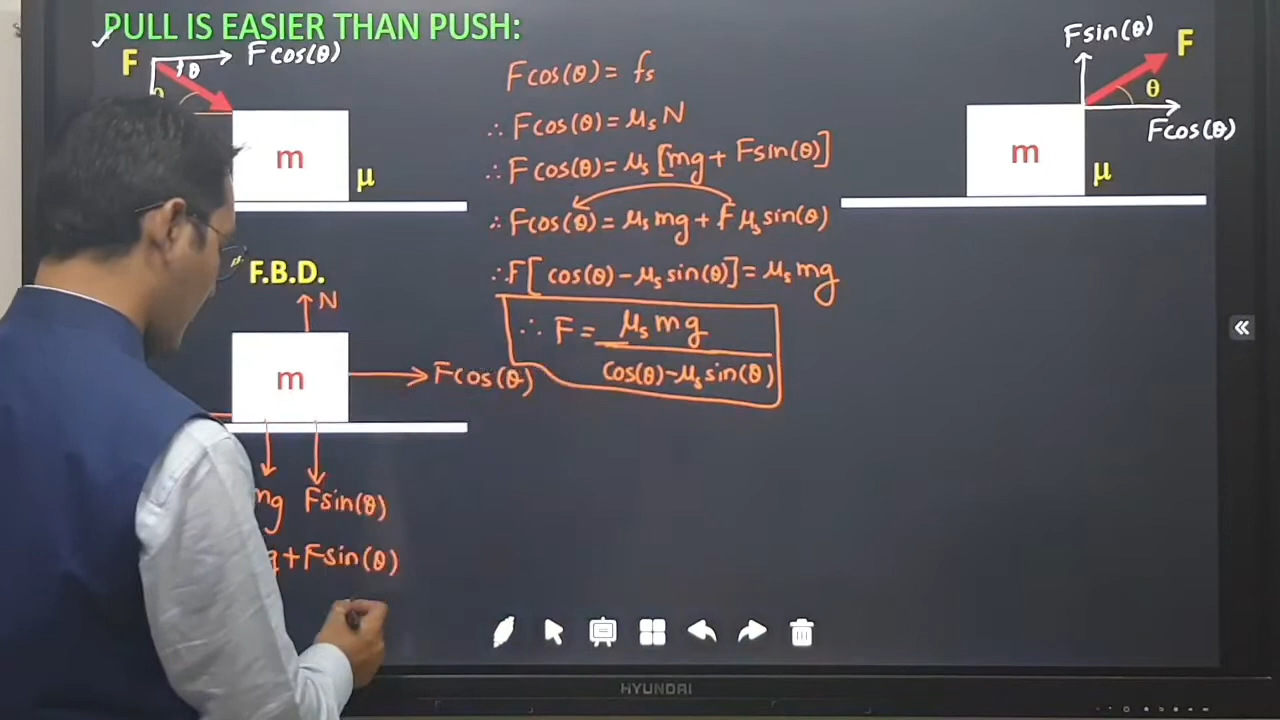 PULL IS EASIER THAN PUSH:
F
Fcos(θ)
θ
m
μ
F.B.D.
N
m
Fcos(θ)
mg Fsin(θ)
+Fsin(θ)
Fcos(θ) = fs
∴ Fcos(θ) = μs N
∴ Fcos(θ) = μs [mg + Fsin(θ)]
∴ Fcos(θ) = μs mg + F μs sin(θ)
∴ F[cos(θ) − μs sin(θ)] = μs mg
∴ F = μs mg
cos(θ) − μs sin(θ)
Fsin(θ)
F
θ
Fcos(θ)
m
μ
HYUNDAI